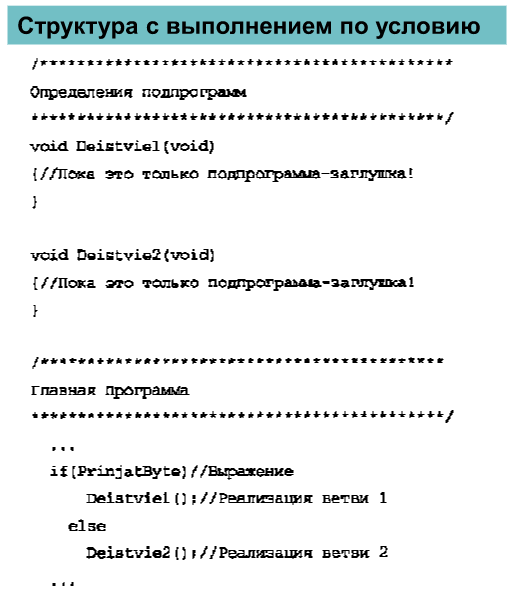 Структура с выполнением по условию
/*********************************************
Определения подпрограмм
*********************************************/
void Deistvie1(void)
{//Пока это только подпрограмма-заглушка!
}
void Deistvie2(void)
{//Пока это только подпрограмма-заглушка!
}
/********************************************
Главная Программа
*********************************************/
...
if(PrinjatByte)//Выражение
Deistvie1();//Реализация ветви 1
else
Deistvie2();//Реализация ветви 2
...